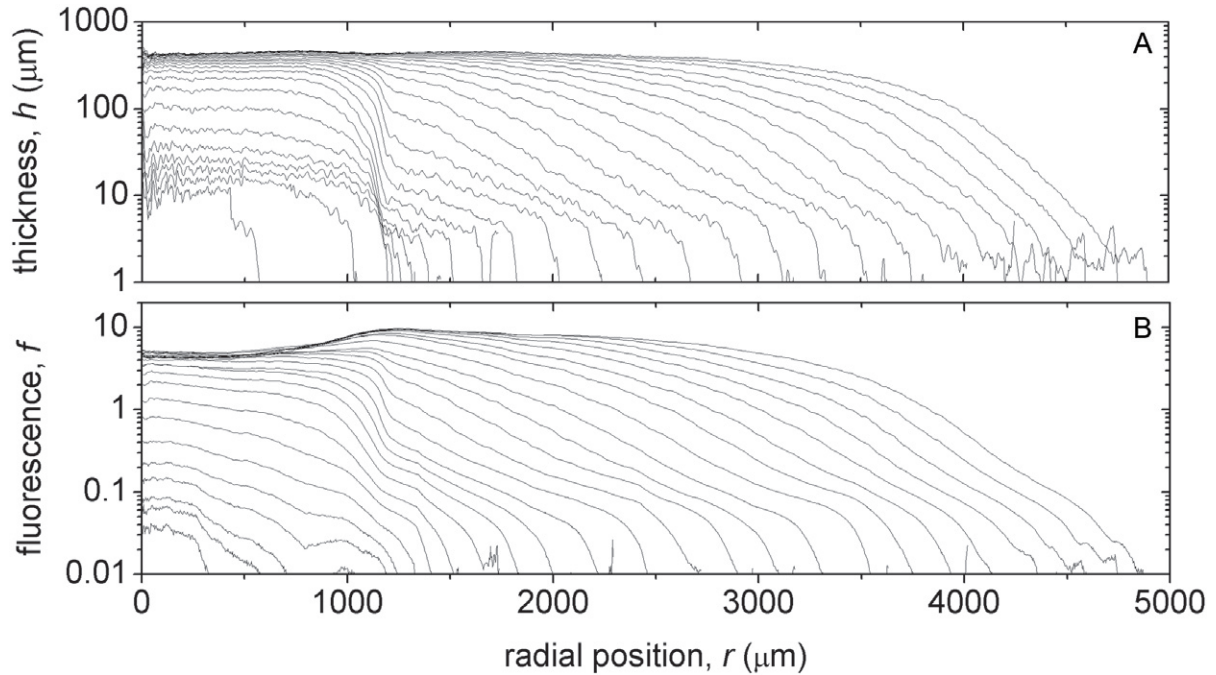 1000
100
10
1
thickness, h (μm)
A
10
1
0.1
0.01
fluorescence, f
B
0 1000 2000 3000 4000 5000
radial position, r (μm)